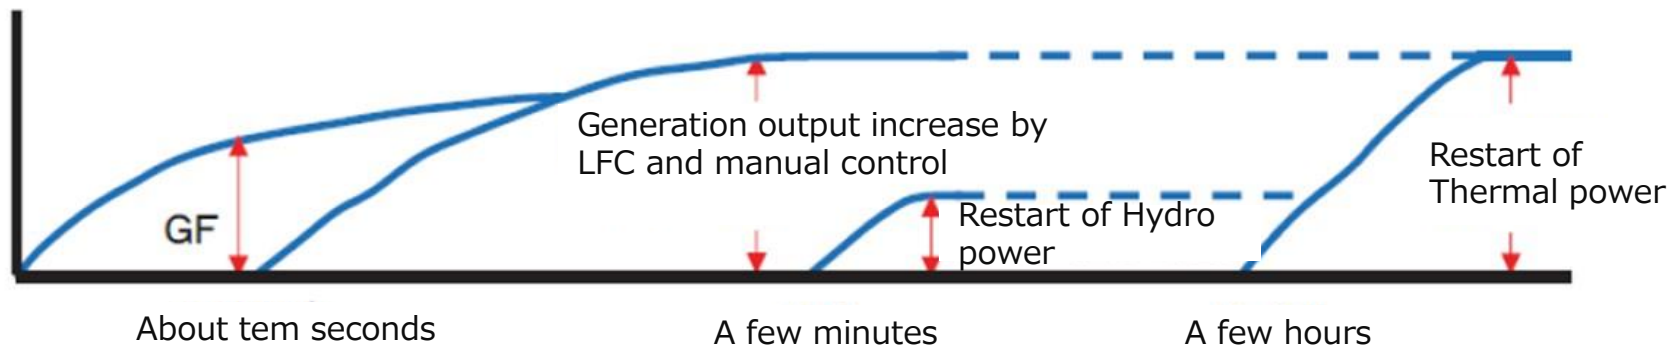 Generation output increase by
LFC and manual control
Restart of
Thermal power
GF
Restart of Hydro
power
About tem seconds
A few minutes
A few hours